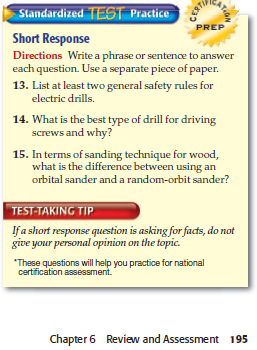 Standardized TEST Practice
CERTIFICAT
PREP
Short Response
Directions Write a phrase or sentence to answer
each question. Use a separate piece of paper.
13. List at least two general safety rules for
electric drills.
14. What is the best type of drill for driving
screws and why?
15. In terms of sanding technique for wood,
what is the difference between using an
orbital sander and a random-orbit sander?
TEST-TAKING TIP
If a short response question is asking for facts, do not
give your personal opinion on the topic.
*These questions will help you practice for national
certification assessment.
Chapter 6 Review and Assessment 195